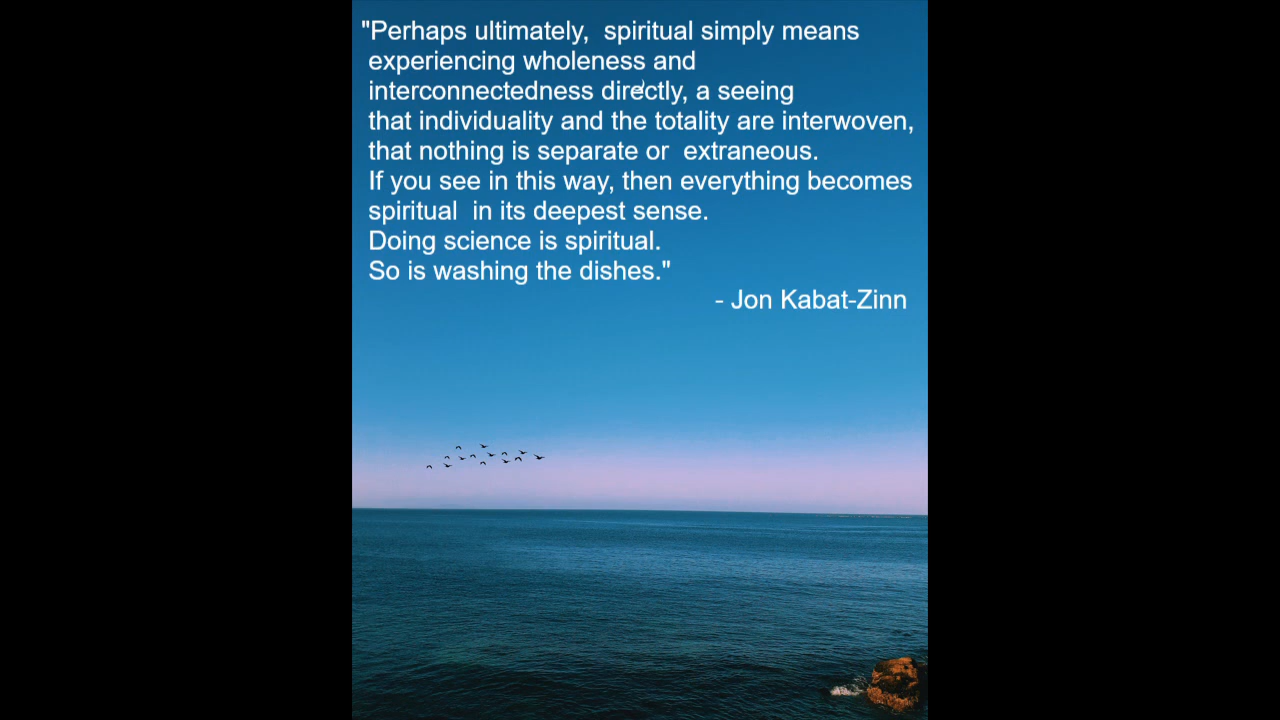 "Perhaps ultimately,  spiritual simply means
experiencing wholeness and
interconnectedness directly, a seeing
that individuality and the totality are interwoven,
that nothing is separate or  extraneous.
If you see in this way, then everything becomes
spiritual  in its deepest sense.
Doing science is spiritual.
So is washing the dishes."
- Jon Kabat-Zinn